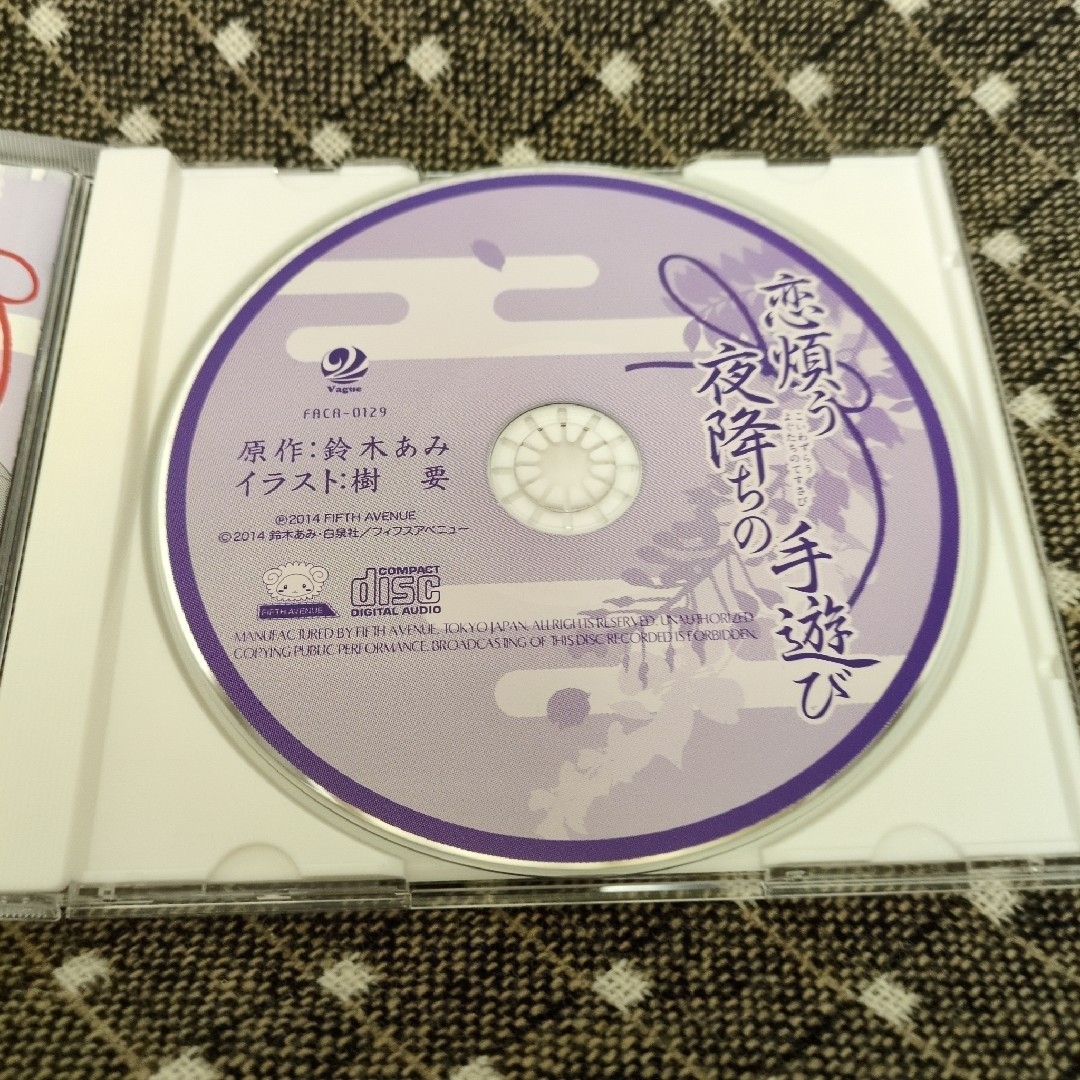 恋煩う
夜降ちの
手遊び
こいわずらう
よぐたちのてすさび
Vague
FACA-0129
原作:鈴木あみ
イラスト:樹 要
℗2014 FIFTH AVENUE
©2014 鈴木あみ・白泉社/フィフスアベニュー
FIFTH AVENUE
COMPACT
disc
DIGITAL AUDIO
MANUFACTURED BY FIFTH AVENUE, TOKYO JAPAN. ALL RIGHTS RESERVED. UNAUTHORIZED
COPYING PUBLIC PERFORMANCE. BROADCASTING OF THIS DISC RECORDED IS FORBIDDEN.